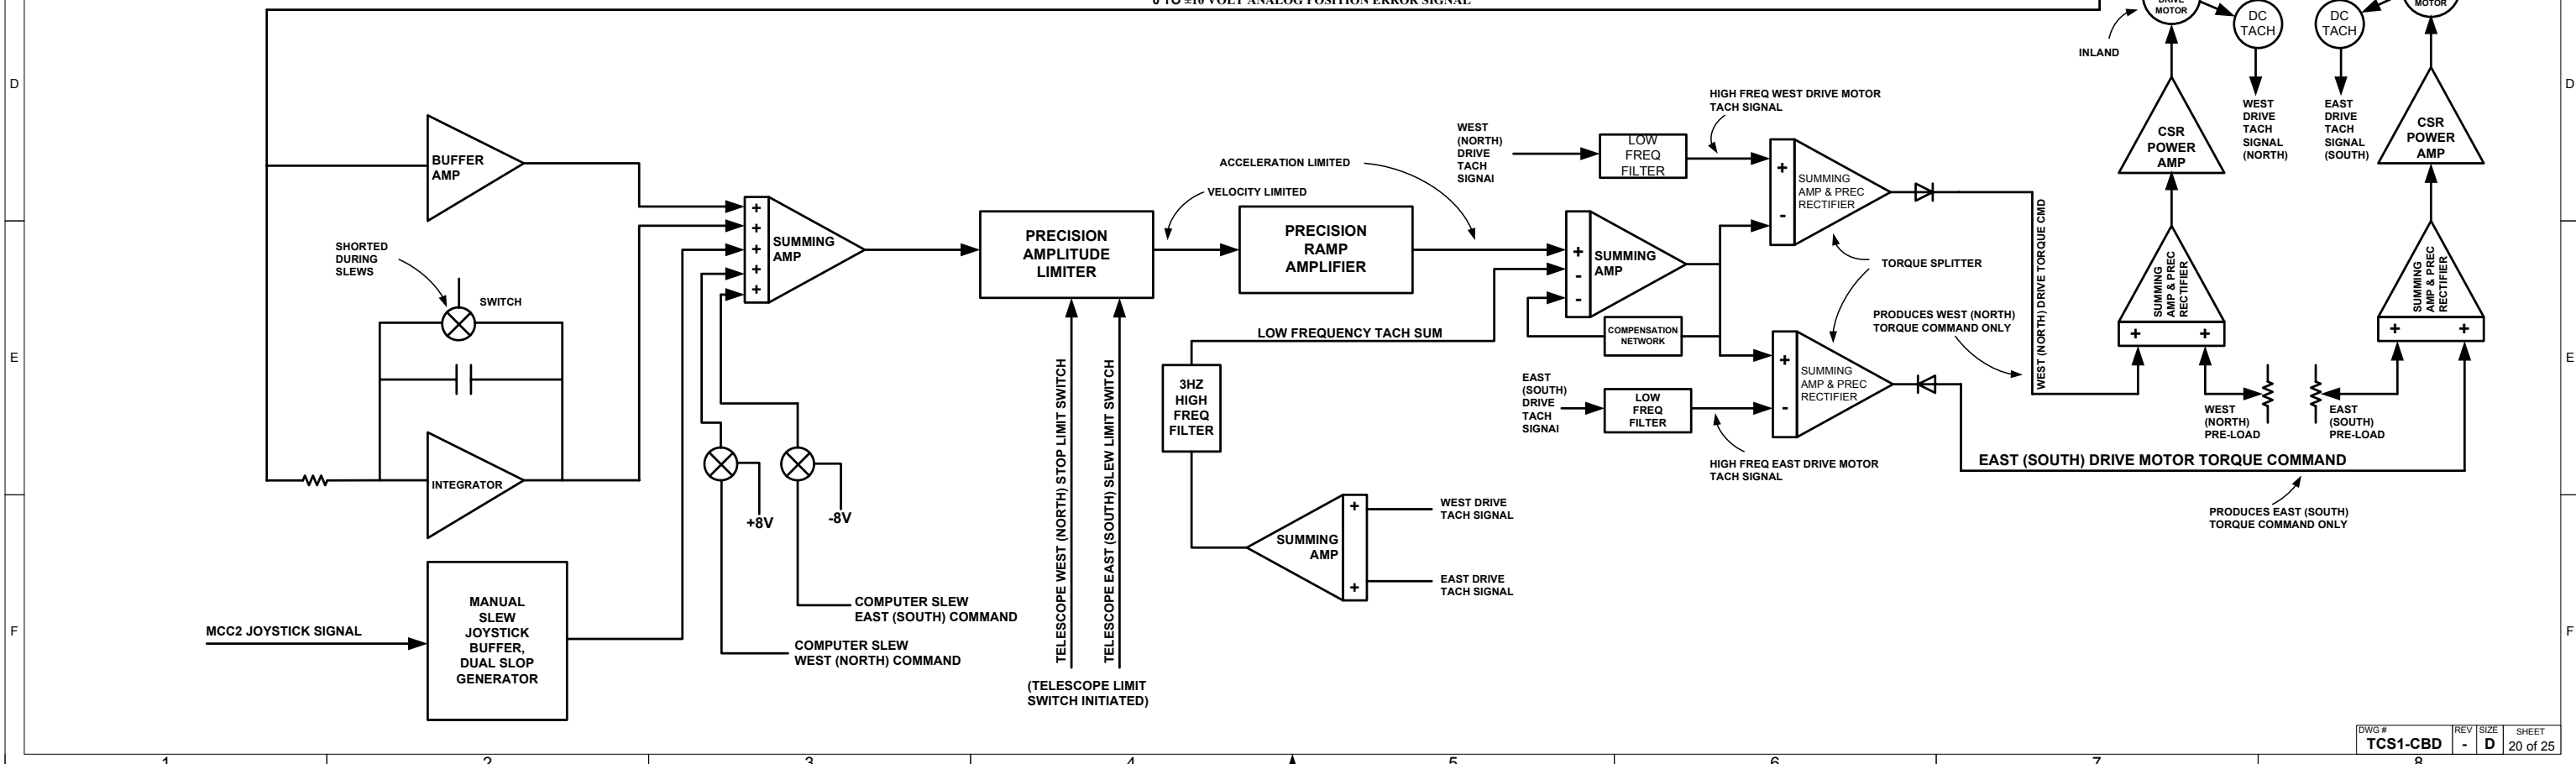 0 TO ±10 VOLT ANALOG POSITION ERROR SIGNAL
DRIVE
MOTOR
MOTOR
DC
TACH
DC
TACH
INLAND
D
D
BUFFER
AMP
HIGH FREQ WEST DRIVE MOTOR
TACH SIGNAL
WEST
(NORTH)
DRIVE
TACH
SIGNAI
LOW
FREQ
FILTER
WEST
DRIVE
TACH
SIGNAL
(NORTH)
EAST
DRIVE
TACH
SIGNAL
(SOUTH)
CSR
POWER
AMP
CSR
POWER
AMP
ACCELERATION LIMITED
VELOCITY LIMITED
+
-
SUMMING
AMP & PREC
RECTIFIER
SHORTED
DURING
SLEWS
SWITCH
+
+
+
+
+
SUMMING
AMP
PRECISION
AMPLITUDE
LIMITER
PRECISION
RAMP
AMPLIFIER
+
-
-
SUMMING
AMP
TORQUE SPLITTER
WEST (NORTH) DRIVE TORQUE CMD
SUMMING
AMP & PREC
RECTIFIER
+ +
SUMMING
AMP & PREC
RECTIFIER
+ +
PRODUCES WEST (NORTH)
TORQUE COMMAND ONLY
COMPENSATION
NETWORK
LOW FREQUENCY TACH SUM
E
E
3HZ
HIGH
FREQ
FILTER
EAST
(SOUTH)
DRIVE
TACH
SIGNAI
LOW
FREQ
FILTER
+
-
SUMMING
AMP & PREC
RECTIFIER
WEST
(NORTH)
PRE-LOAD
EAST
(SOUTH)
PRE-LOAD
HIGH FREQ EAST DRIVE MOTOR
TACH SIGNAL
EAST (SOUTH) DRIVE MOTOR TORQUE COMMAND
PRODUCES EAST (SOUTH)
TORQUE COMMAND ONLY
INTEGRATOR
+8V
-8V
TELESCOPE WEST (NORTH) STOP LIMIT SWITCH
TELESCOPE EAST (SOUTH) SLEW LIMIT SWITCH
SUMMING
AMP
+
+
WEST DRIVE
TACH SIGNAL
EAST DRIVE
TACH SIGNAL
MANUAL
SLEW
JOYSTICK
BUFFER,
DUAL SLOP
GENERATOR
MCC2 JOYSTICK SIGNAL
COMPUTER SLEW
EAST (SOUTH) COMMAND
COMPUTER SLEW
WEST (NORTH) COMMAND
(TELESCOPE LIMIT
SWITCH INITIATED)
F
F
DWG # REV SIZE SHEET
TCS1-CBD - D 20 of 25
1 2 3 4 5 6 7 8